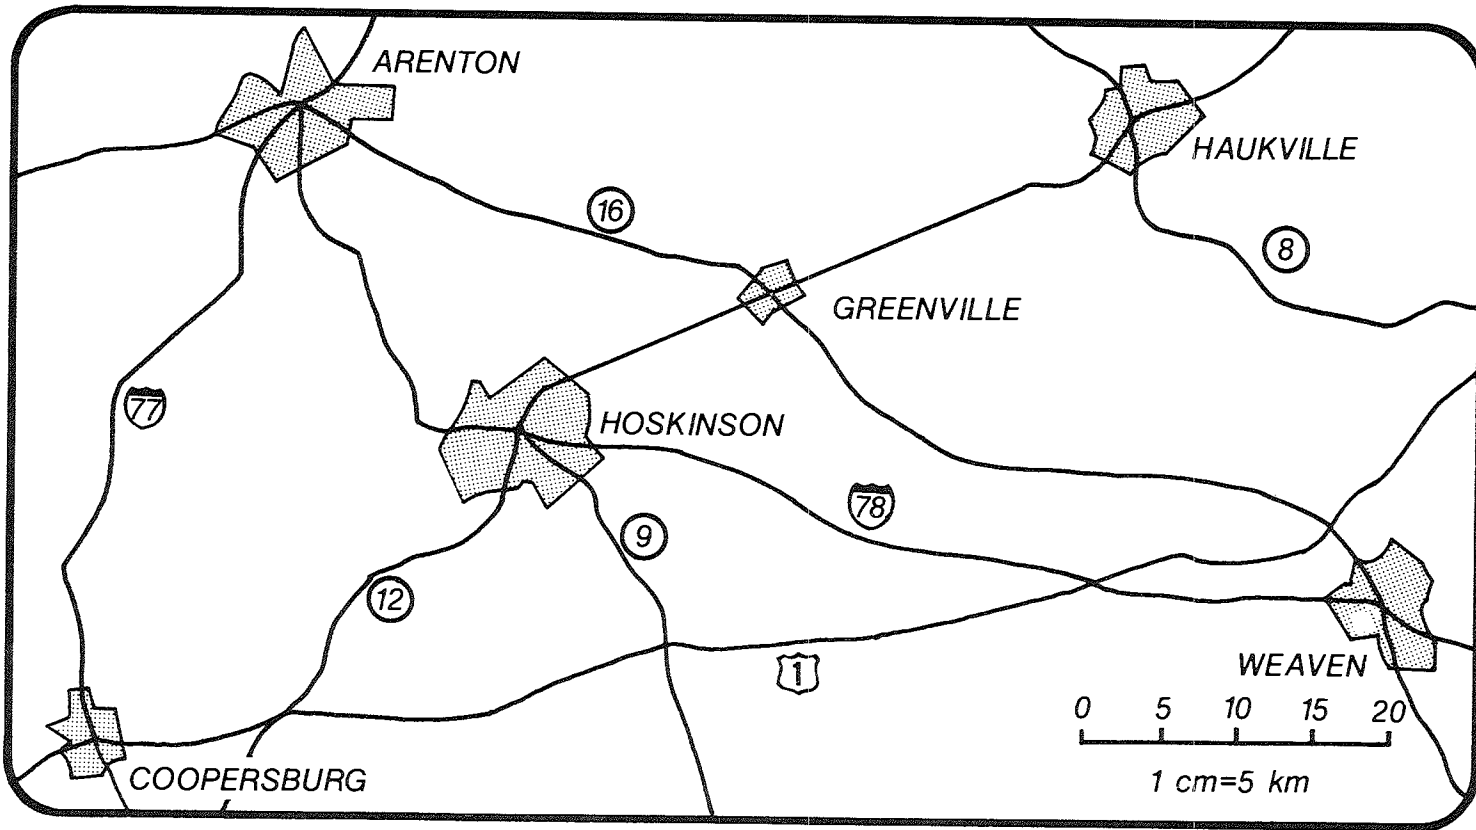 ARENTON
HAUKVILLE
16
8
GREENVILLE
77
HOSKINSON
78
9
12
1
WEAVEN
0 5 10 15 20
COOPERSBURG
1 cm=5 km